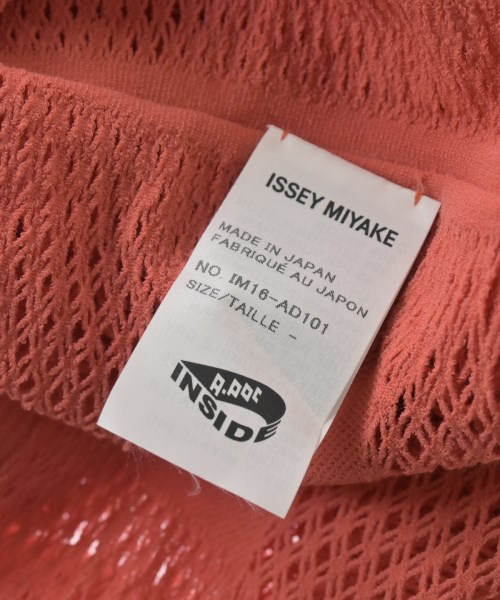 ISSEY MIYAKE
MADE IN JAPAN
FABRIQUÉ AU JAPON
NO. IM16-AD101
SIZE/TAILLE -
A.POC
INSIDE